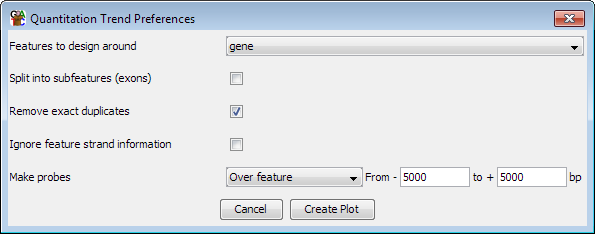 Quantitation Trend Preferences
Features to design around gene
Split into subfeatures (exons)
Remove exact duplicates
Ignore feature strand information
Make probes Over feature From - 5000 to + 5000 bp
Cancel Create Plot